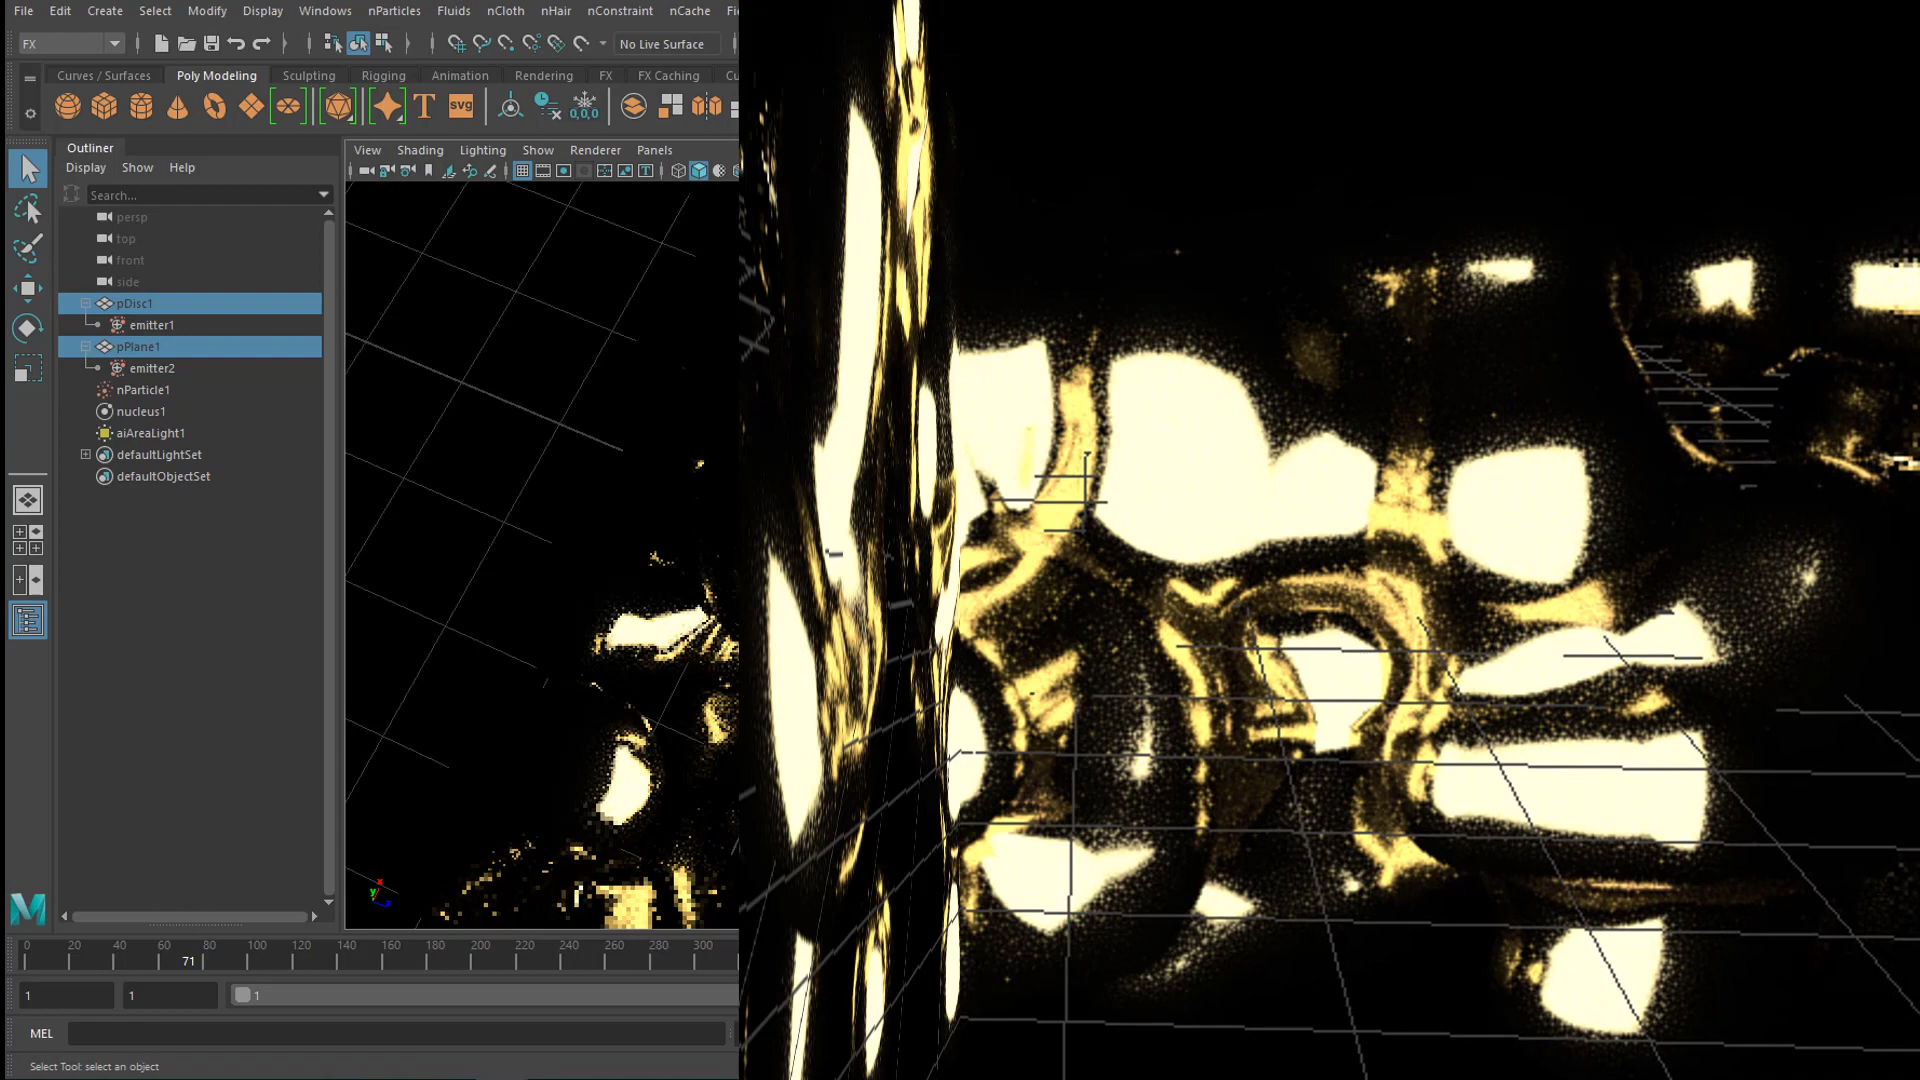 File Edit Create Select Modify Display Windows nParticles Fluids nCloth nHair nConstraint nCache
FX No Live Surface
Curves / Surfaces Poly Modeling Sculpting Rigging Animation Rendering FX FX Caching
T svg 0,0,0
Outliner
Display Show Help
View Shading Lighting Show Renderer Panels
Search...
persp
top
front
side
pDisc1
emitter1
pPlane1
emitter2
nParticle1
nucleus1
aiAreaLight1
defaultLightSet
defaultObjectSet
x
y
z
0 20 40 60 80 100 120 140 160 180 200 220 240 260 280 300
71
1 1 1
MEL
Select Tool: select an object